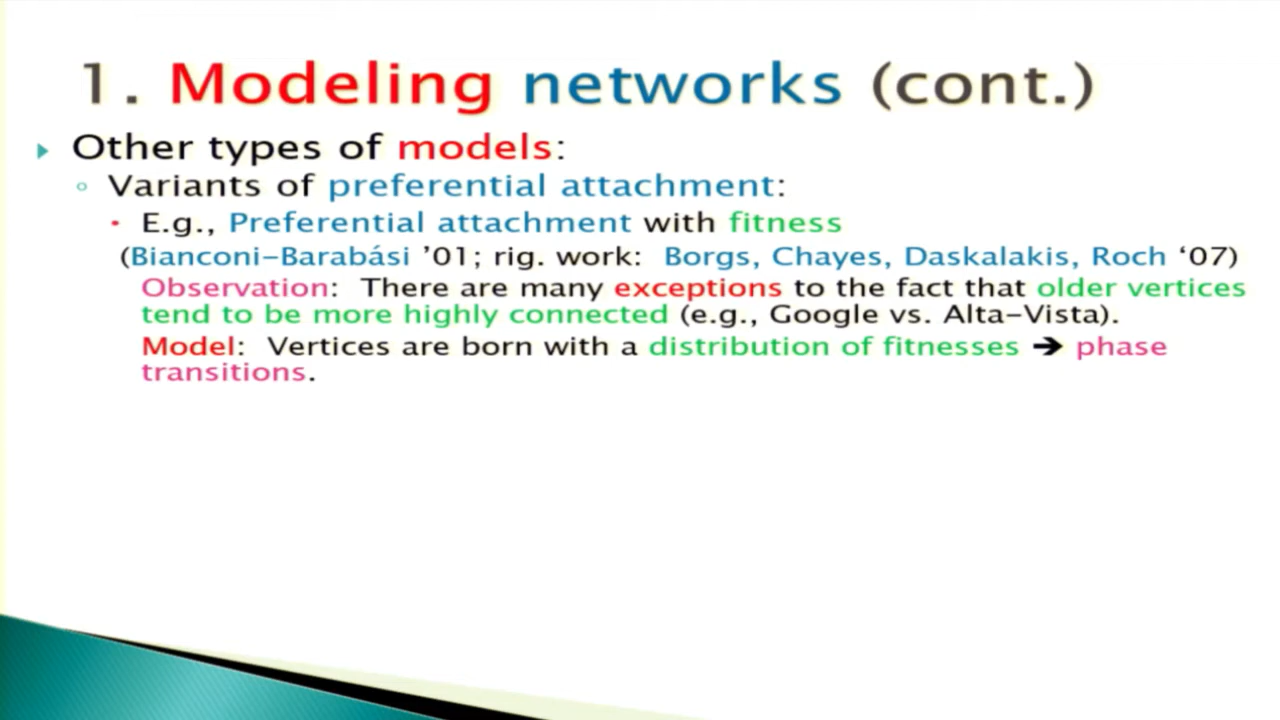 1. Modeling networks (cont.)
Other types of models:
Variants of preferential attachment:
E.g., Preferential attachment with fitness
(Bianconi-Barabási ’01; rig. work: Borgs, Chayes, Daskalakis, Roch ‘07)
Observation: There are many exceptions to the fact that older vertices
tend to be more highly connected (e.g., Google vs. Alta-Vista).
Model: Vertices are born with a distribution of fitnesses ➔ phase
transitions.